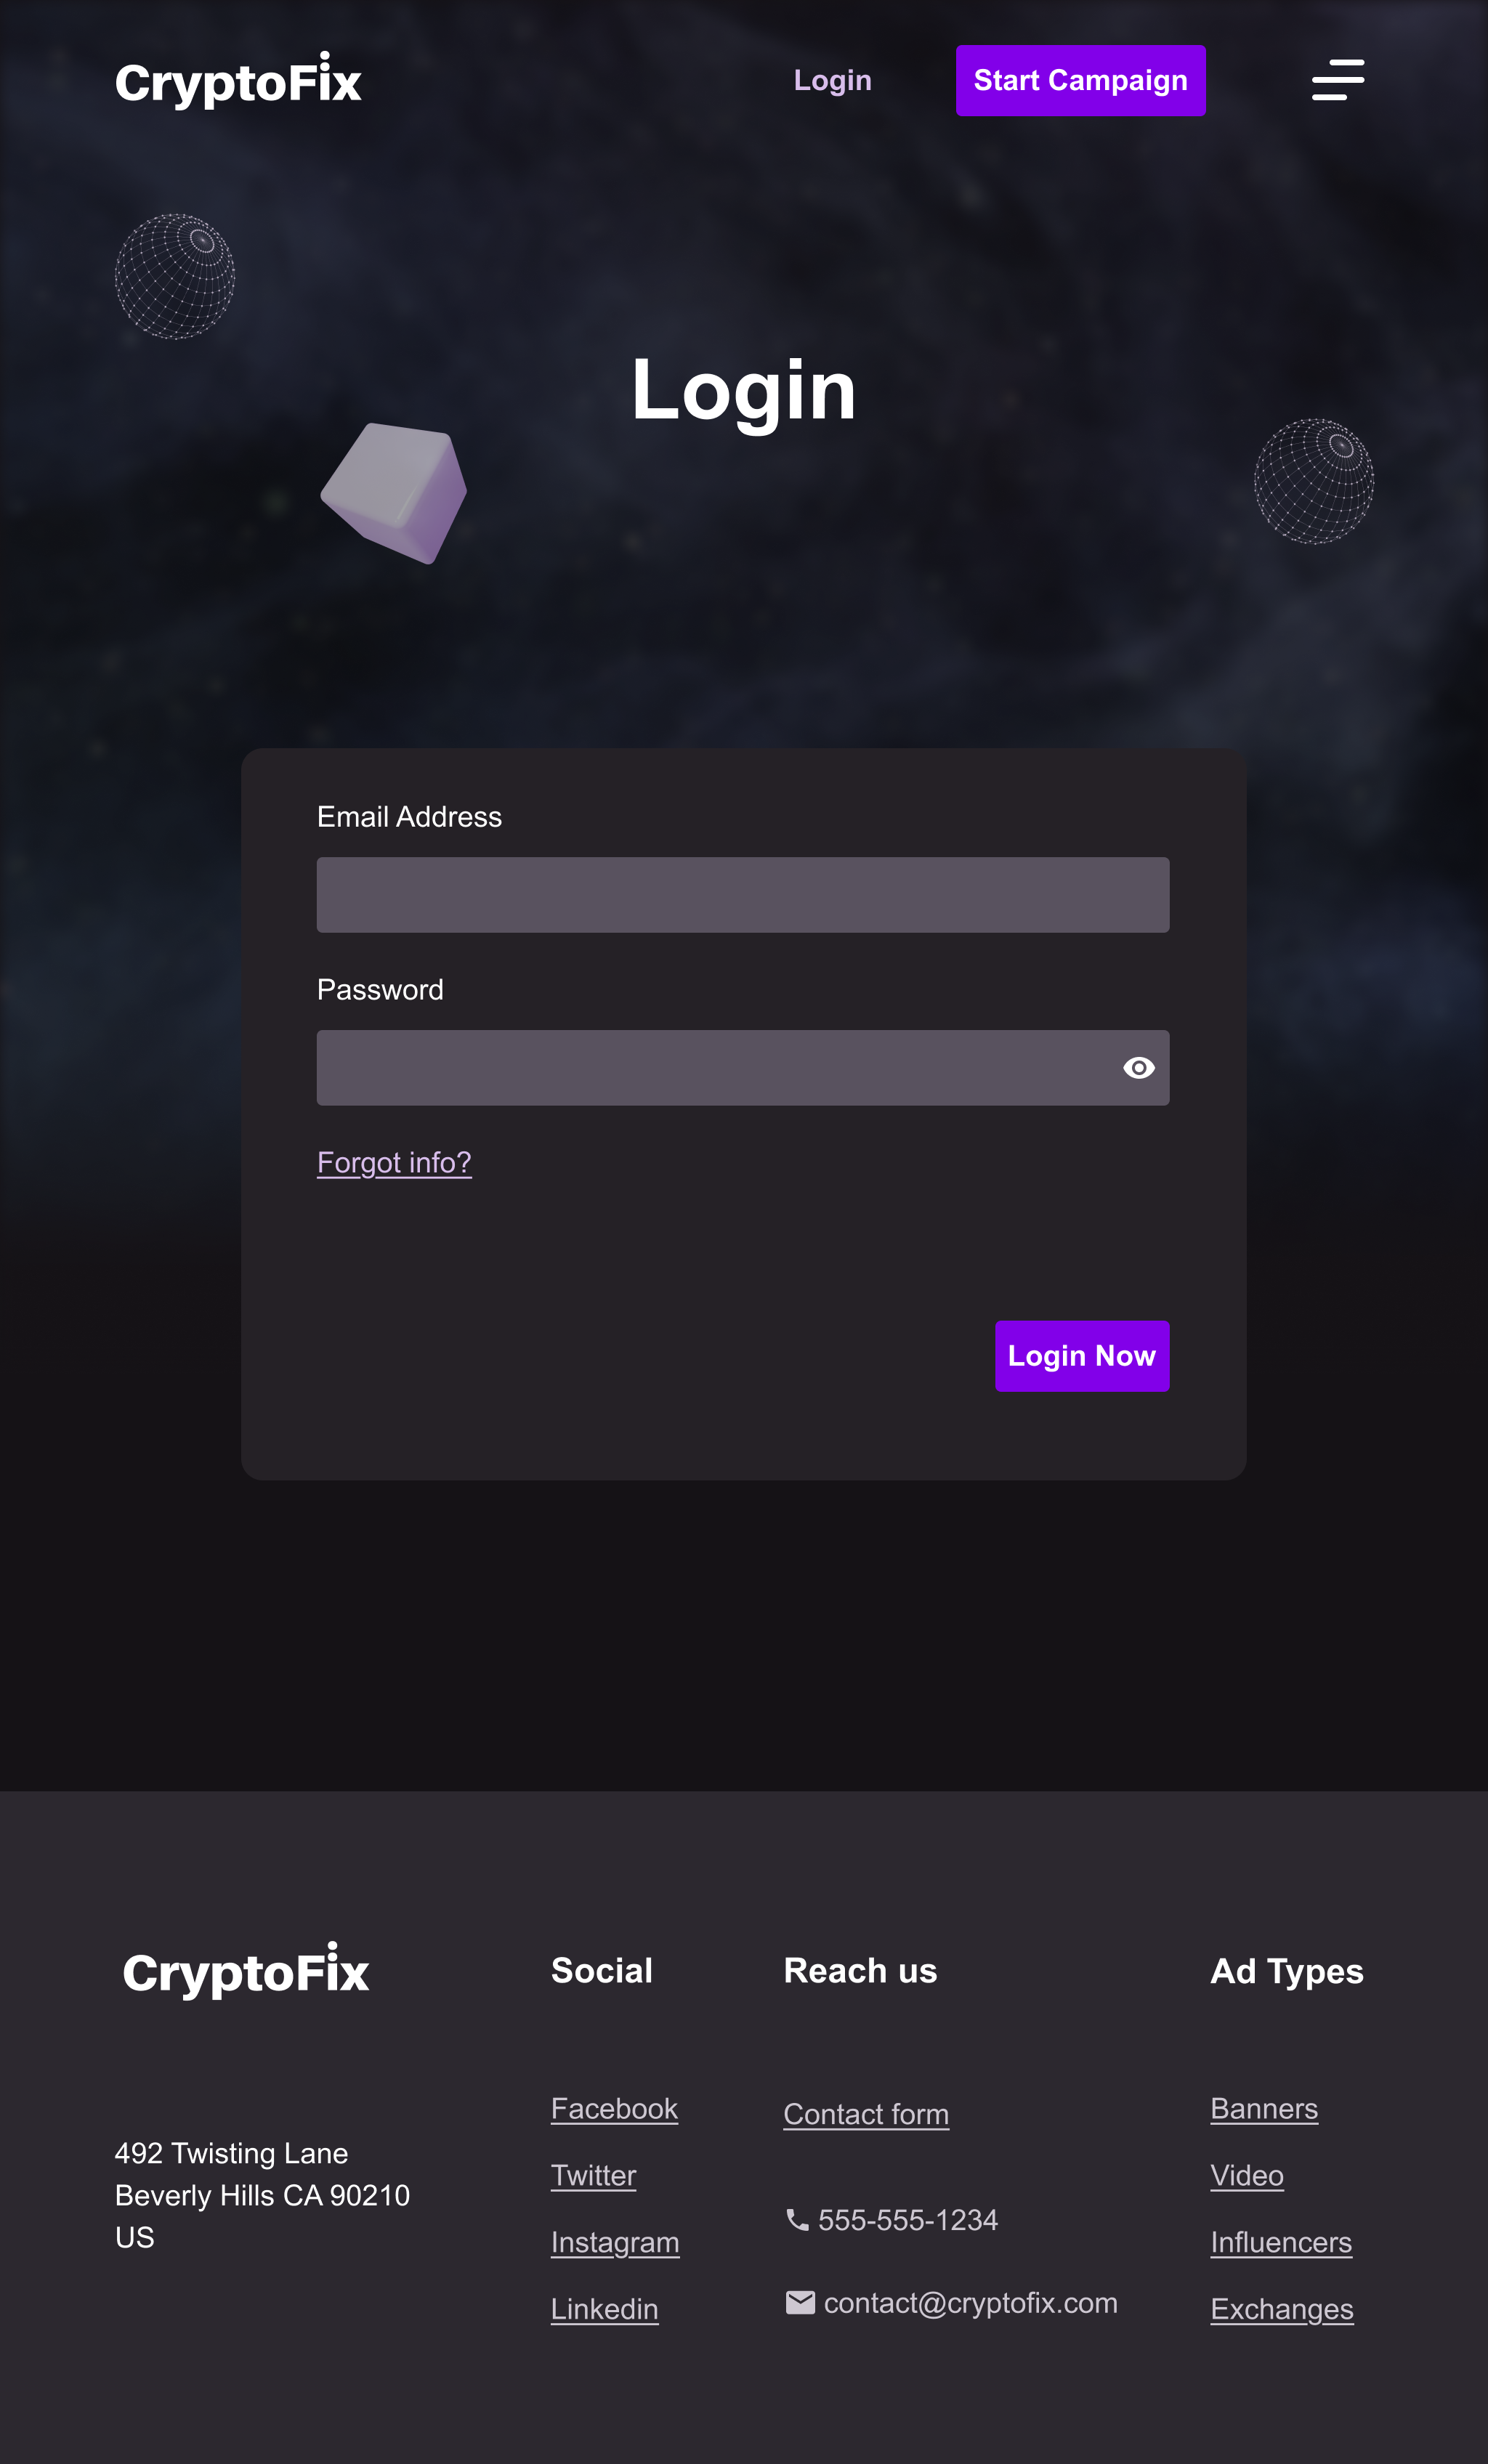 CryptoFix
Login
Start Campaign
Login
Email Address
Password
Forgot info?
Login Now
CryptoFix
492 Twisting Lane
Beverly Hills CA 90210
US
Social
Facebook
Twitter
Instagram
Linkedin
Reach us
Contact form
555-555-1234
contact@cryptofix.com
Ad Types
Banners
Video
Influencers
Exchanges